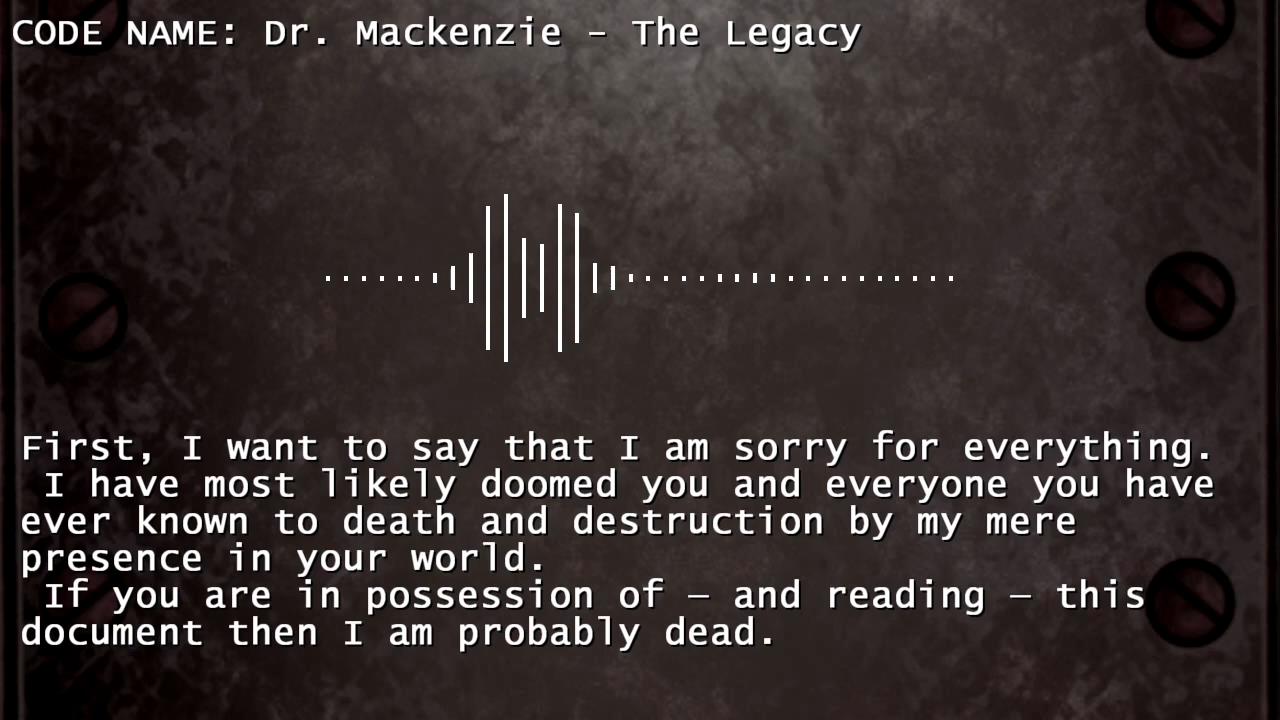 CODE NAME: Dr. Mackenzie - The Legacy
First, I want to say that I am sorry for everything.
I have most likely doomed you and everyone you have
ever known to death and destruction by my mere
presence in your world.
If you are in possession of – and reading – this
document then I am probably dead.